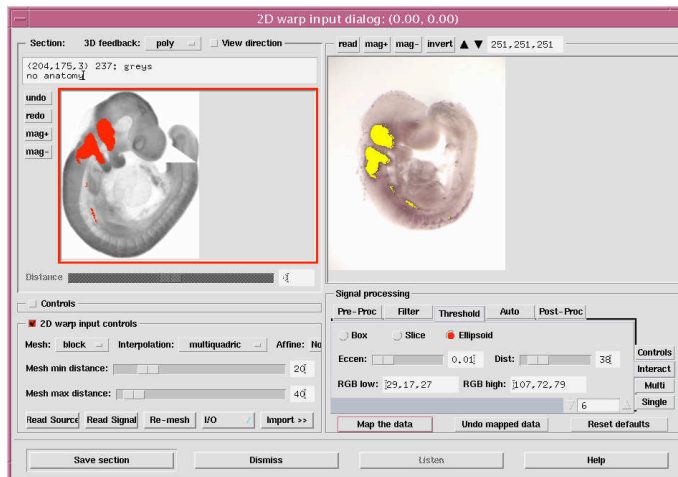 2D warp input dialog: (0.00, 0.00)
Section: 3D feedback: poly View direction
(204,175,3) 237: greys
no anatomy
undo
redo
mag+
mag-
Distance
read mag+ mag- invert 251,251,251
Controls
2D warp input controls
Mesh: block Interpolation: multiquadric Affine: No
Mesh min distance: 20
Mesh max distance: 40
Read Source Read Signal Re-mesh I/O Import >>
Signal processing
Pre-Proc Filter Threshold Auto Post-Proc
Box Slice Ellipsoid
Eccen: 0.01 Dist: 38
RGB low: 29,17,27 RGB high: 107,72,79
6
Controls
Interact
Multi
Single
Map the data Undo mapped data Reset defaults
Save section Dismiss Listen Help